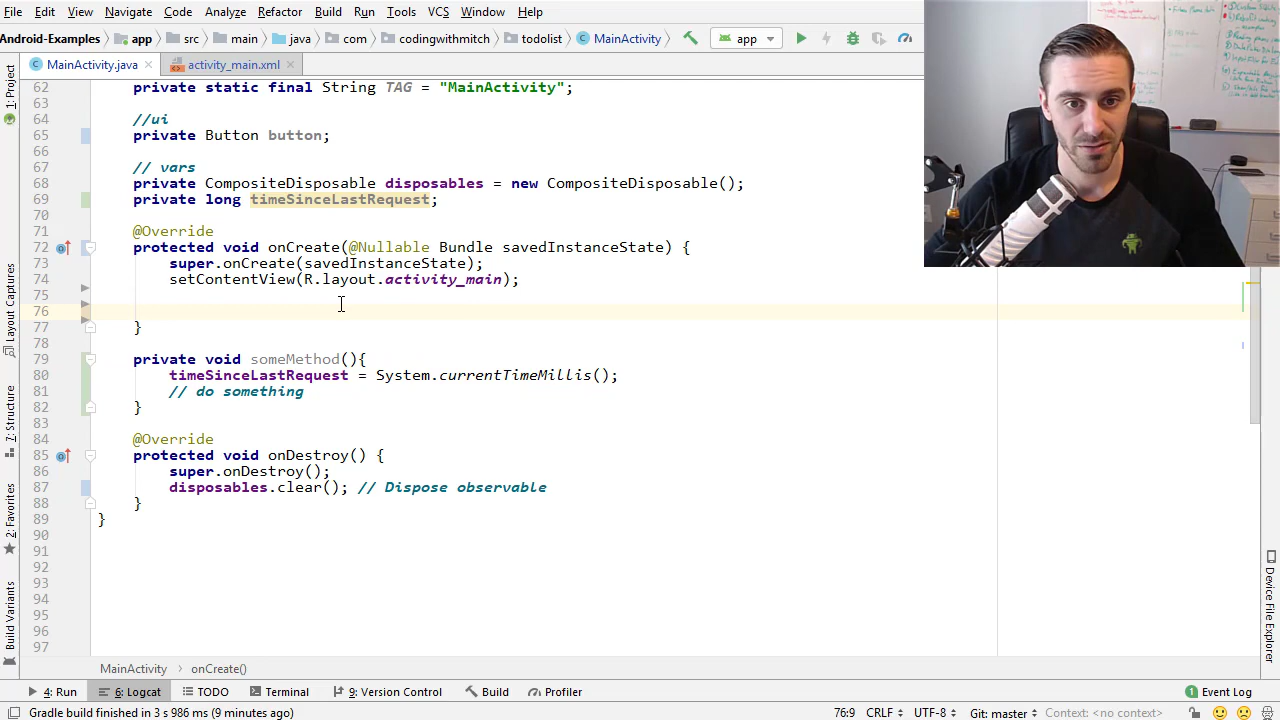 File Edit View Navigate Code Analyze Refactor Build Run Tools VCS Window Help
Android-Examples app src main java com codingwithmitch MainActivity app
MainActivity.java activity_main.xml
62 private static final String TAG = "MainActivity";
63
64 //ui
65 private Button button;
66
67 // vars
68 private CompositeDisposable disposables = new CompositeDisposable();
69 private long timeSinceLastRequest;
70
71 @Override
72 protected void onCreate(@Nullable Bundle savedInstanceState) {
73 super.onCreate(savedInstanceState);
74 setContentView(R.layout.activity_main);
75
76
77 }
78
79 private void someMethod(){
80 timeSinceLastRequest = System.currentTimeMillis();
81 // do something
82 }
83
84 @Override
85 protected void onDestroy() {
86 super.onDestroy();
87 disposables.clear(); // Dispose observable
88 }
89 }
90
91
92
93
94
95
96
97
1: Project
Layout Captures
7: Structure
2: Favorites
Build Variants
Device File Explorer
MainActivity onCreate()
4: Run 6: Logcat TODO Terminal 9: Version Control Build Profiler 1 Event Log
Gradle build finished in 3 s 986 ms (9 minutes ago) 76:9 CRLF UTF-8 Git: master Context: <no context>